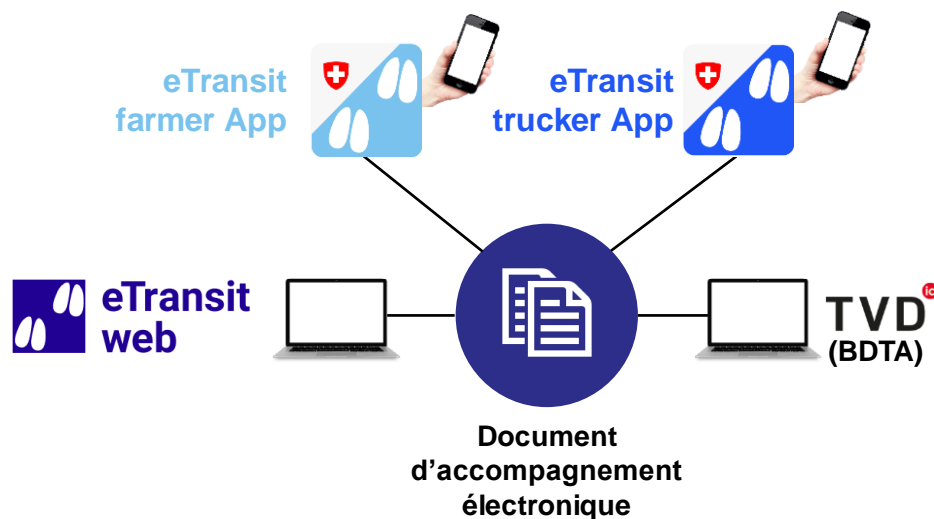 eTransit
farmer App
eTransit
trucker App
eTransit
web
TVD
(BDTA)
Document
d’accompagnement
électronique